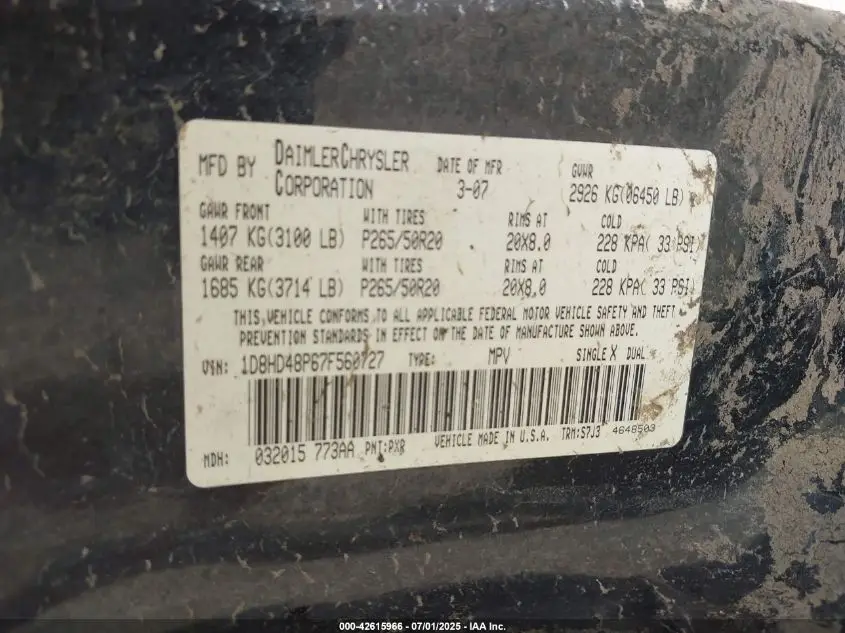 MFD BY DAIMLERCHRYSLER CORPORATION DATE OF MFR 3-07 GVWR 2926 KG(06450 LB)
GAWR FRONT WITH TIRES RIMS AT COLD
1407 KG(3100 LB) P265/50R20 20X8.0 228 KPA( 33 PSI)
GAWR REAR WITH TIRES RIMS AT COLD
1685 KG(3714 LB) P265/50R20 20X8.0 228 KPA( 33 PSI)
THIS VEHICLE CONFORMS TO ALL APPLICABLE FEDERAL MOTOR VEHICLE SAFETY AND THEFT
PREVENTION STANDARDS IN EFFECT ON THE DATE OF MANUFACTURE SHOWN ABOVE.
VIN: 1D8HD48P67F560727 TYPE: MPV SINGLE X DUAL
MDH: 032015 773AA PNT:PXR VEHICLE MADE IN U.S.A. TRM:S7J3 4648503
000-42615966 - 07/01/2025 - IAA Inc.